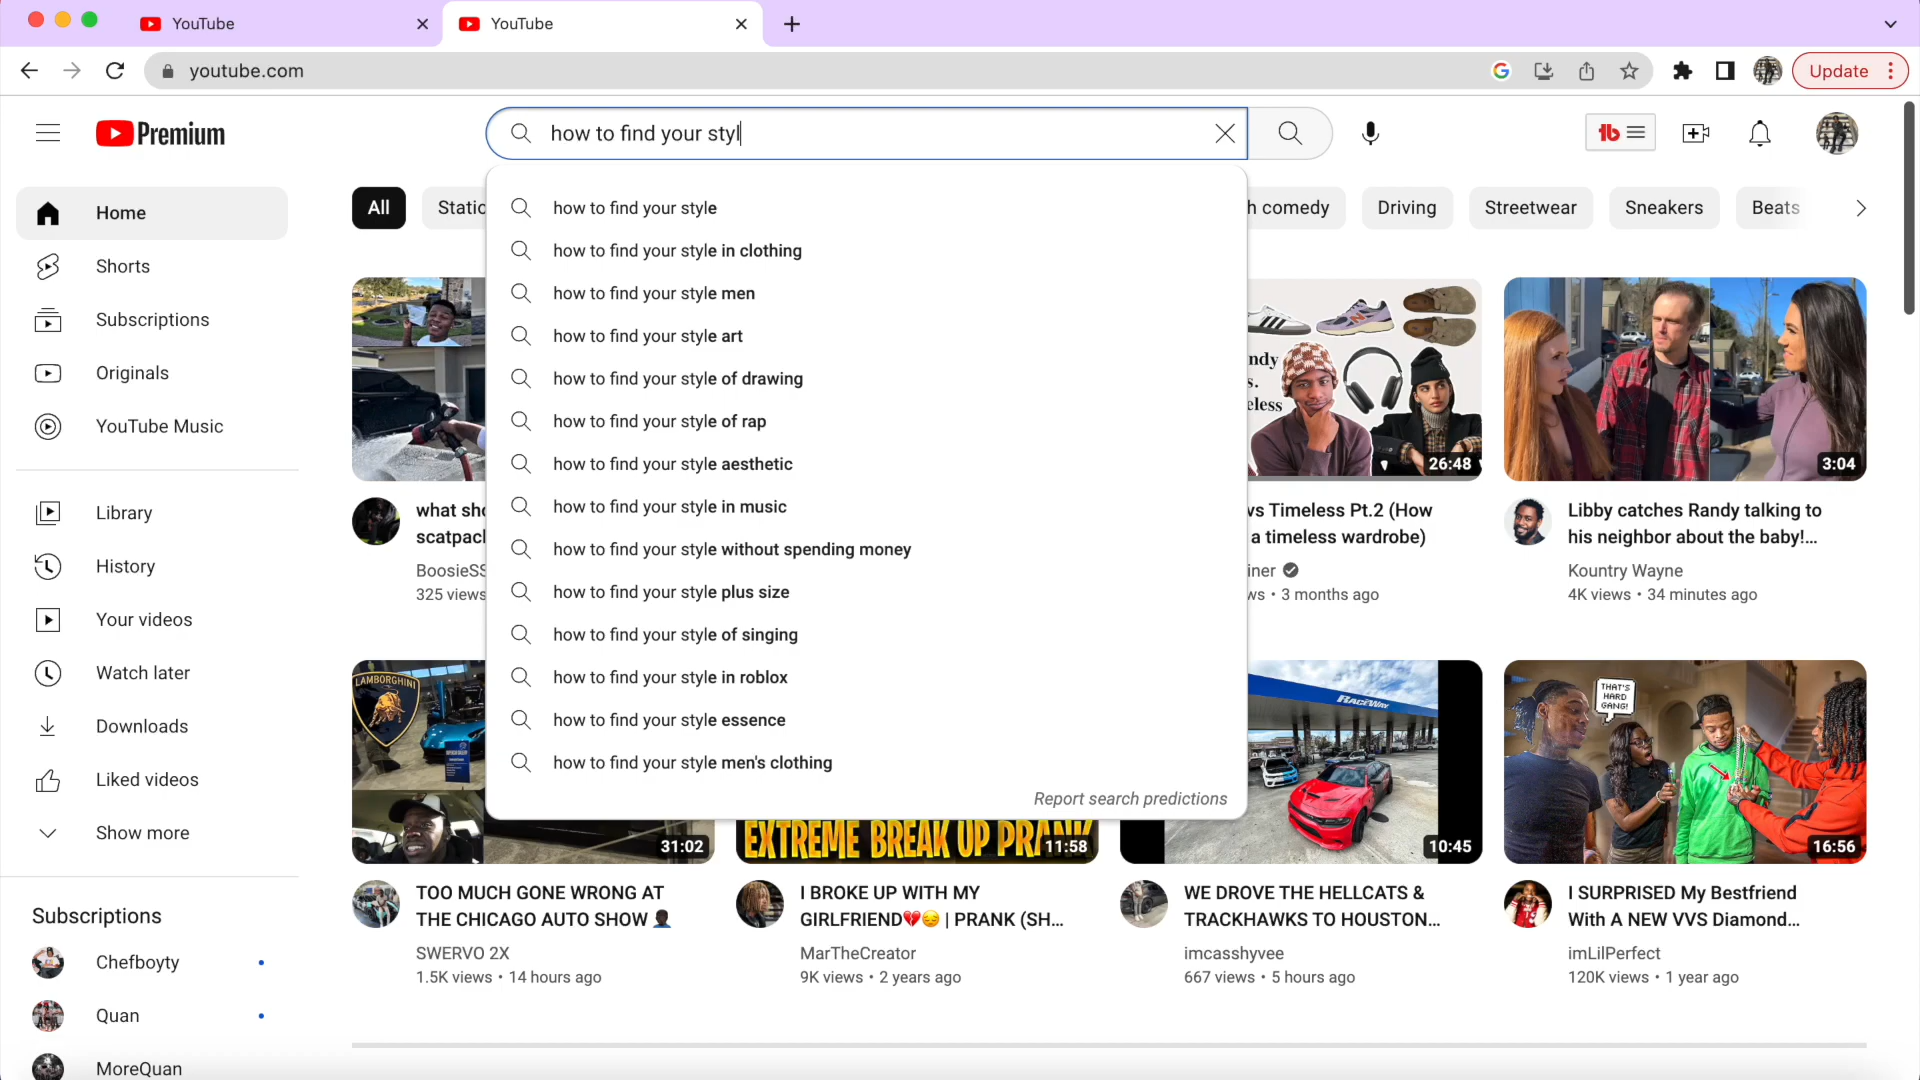 YouTube
YouTube
youtube.com
Update
Premium
how to find your styl
Home
Shorts
Subscriptions
Originals
YouTube Music
Library
History
Your videos
Watch later
Downloads
Liked videos
Show more
Subscriptions
Chefboyty
Quan
MoreQuan
All
Static
h comedy
Driving
Streetwear
Sneakers
Beats
how to find your style
how to find your style in clothing
how to find your style men
how to find your style art
how to find your style of drawing
how to find your style of rap
how to find your style aesthetic
how to find your style in music
how to find your style without spending money
how to find your style plus size
how to find your style of singing
how to find your style in roblox
how to find your style essence
how to find your style men's clothing
Report search predictions
what sho
scatpack
BoosieSS
325 views
ndy
s.
eless
26:48
vs Timeless Pt.2 (How
a timeless wardrobe)
iner
ws • 3 months ago
3:04
Libby catches Randy talking to
his neighbor about the baby!...
Kountry Wayne
4K views • 34 minutes ago
LAMBORGHINI
31:02
TOO MUCH GONE WRONG AT
THE CHICAGO AUTO SHOW 👤
SWERVO 2X
1.5K views • 14 hours ago
EXTREME BREAK UP PRANK
11:58
I BROKE UP WITH MY
GIRLFRIEND💔😔 | PRANK (SH...
MarTheCreator
9K views • 2 years ago
RaceWay
10:45
WE DROVE THE HELLCATS &
TRACKHAWKS TO HOUSTON...
imcasshyvee
667 views • 5 hours ago
THAT'S
HARD
GANG!
16:56
I SURPRISED My Bestfriend
With A NEW VVS Diamond...
imLilPerfect
120K views • 1 year ago